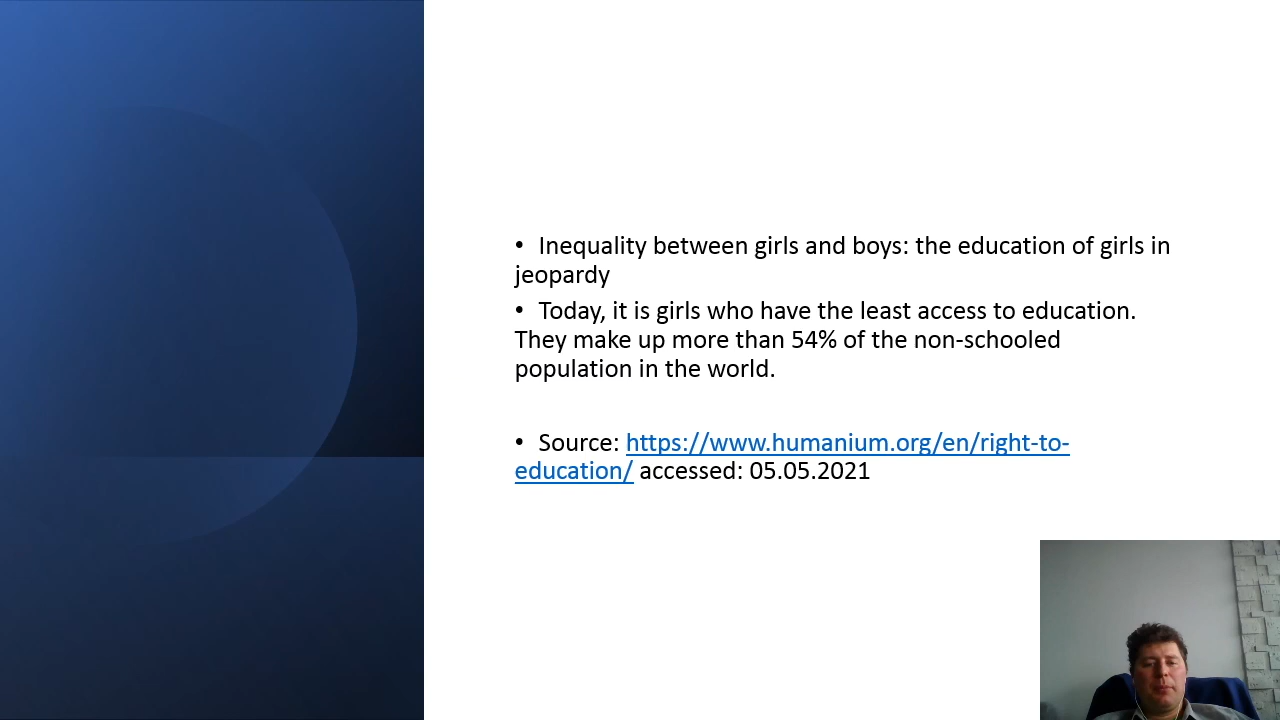 • Inequality between girls and boys: the education of girls in
jeopardy
• Today, it is girls who have the least access to education.
They make up more than 54% of the non-schooled
population in the world.
• Source: https://www.humanium.org/en/right-to-
education/ accessed: 05.05.2021